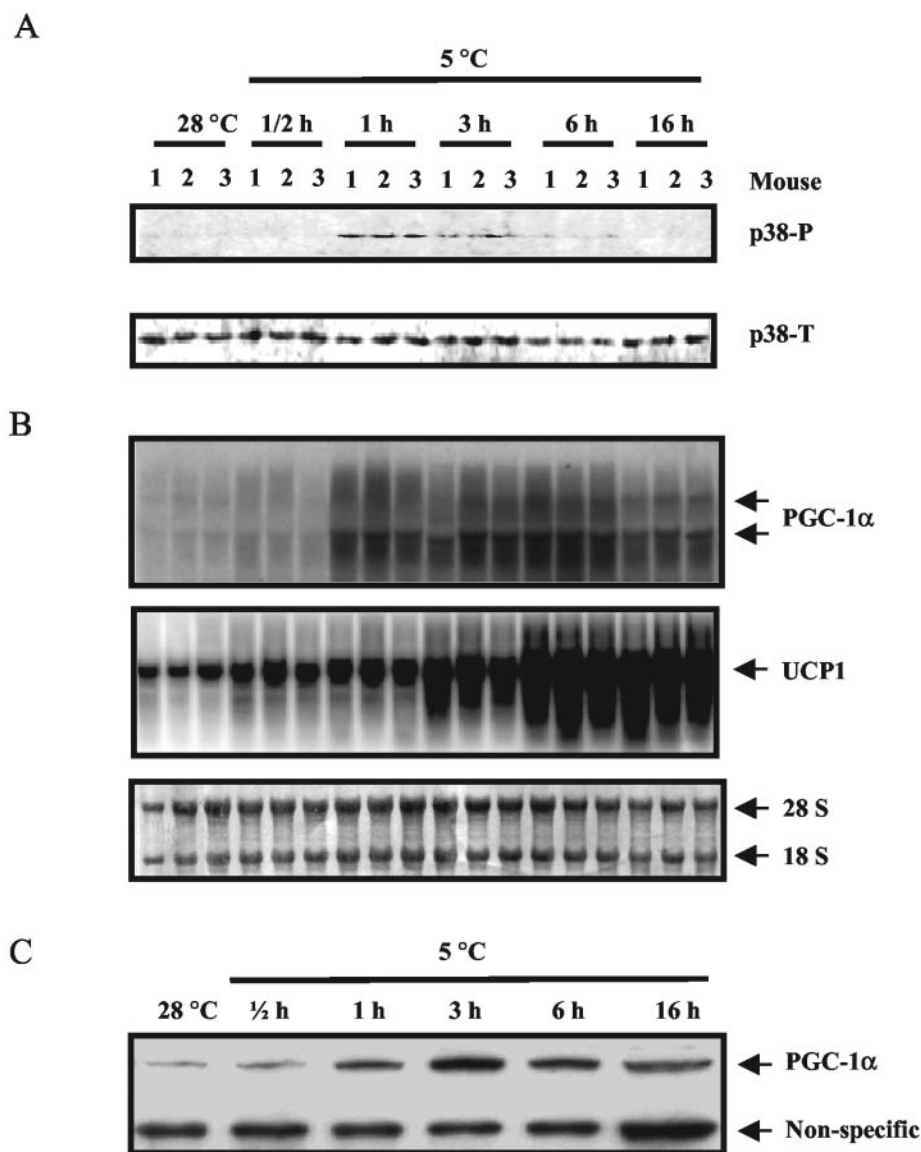 A
5 °C
28 °C 1/2 h 1 h 3 h 6 h 16 h
1 2 3 1 2 3 1 2 3 1 2 3 1 2 3 1 2 3 Mouse
p38-P
p38-T
B
PGC-1α
UCP1
28 S
18 S
C
5 °C
28 °C ½ h 1 h 3 h 6 h 16 h
PGC-1α
Non-specific